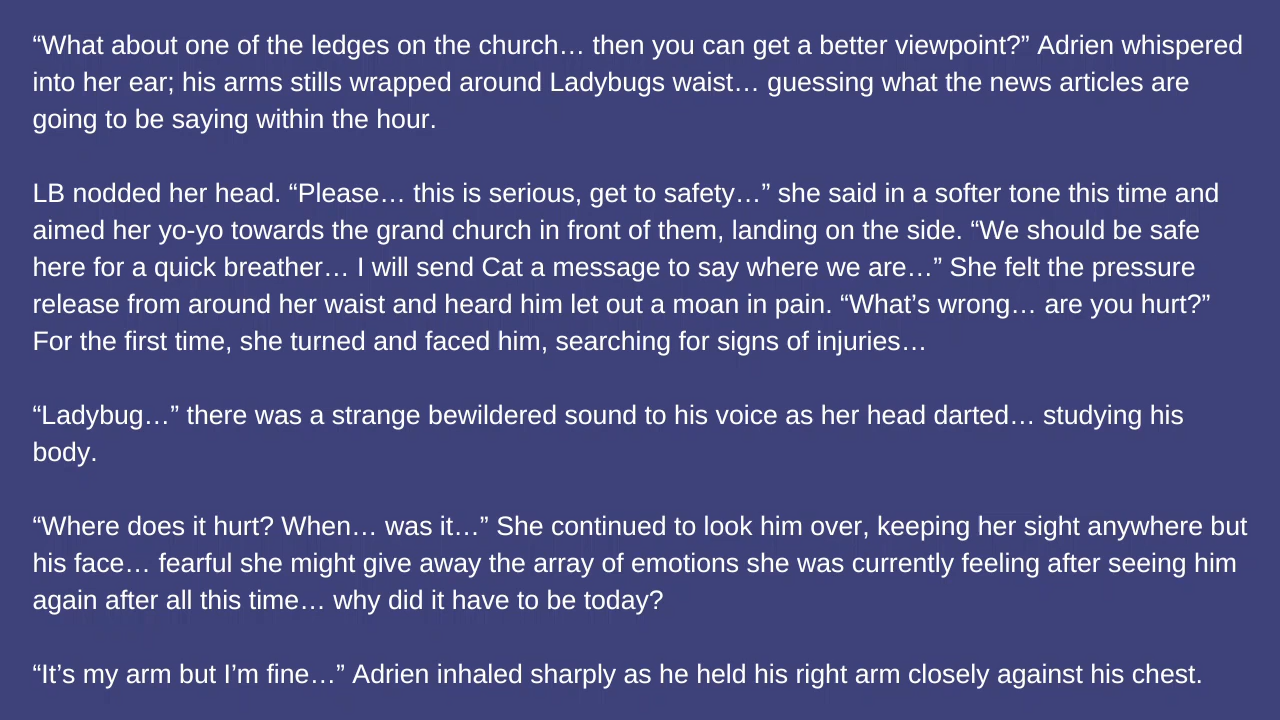 “What about one of the ledges on the church… then you can get a better viewpoint?” Adrien whispered
into her ear; his arms stills wrapped around Ladybugs waist… guessing what the news articles are
going to be saying within the hour.
LB nodded her head. “Please… this is serious, get to safety…” she said in a softer tone this time and
aimed her yo-yo towards the grand church in front of them, landing on the side. “We should be safe
here for a quick breather… I will send Cat a message to say where we are…” She felt the pressure
release from around her waist and heard him let out a moan in pain. “What’s wrong… are you hurt?”
For the first time, she turned and faced him, searching for signs of injuries…
“Ladybug…” there was a strange bewildered sound to his voice as her head darted… studying his
body.
“Where does it hurt? When… was it…” She continued to look him over, keeping her sight anywhere but
his face… fearful she might give away the array of emotions she was currently feeling after seeing him
again after all this time… why did it have to be today?
“It’s my arm but I’m fine…” Adrien inhaled sharply as he held his right arm closely against his chest.